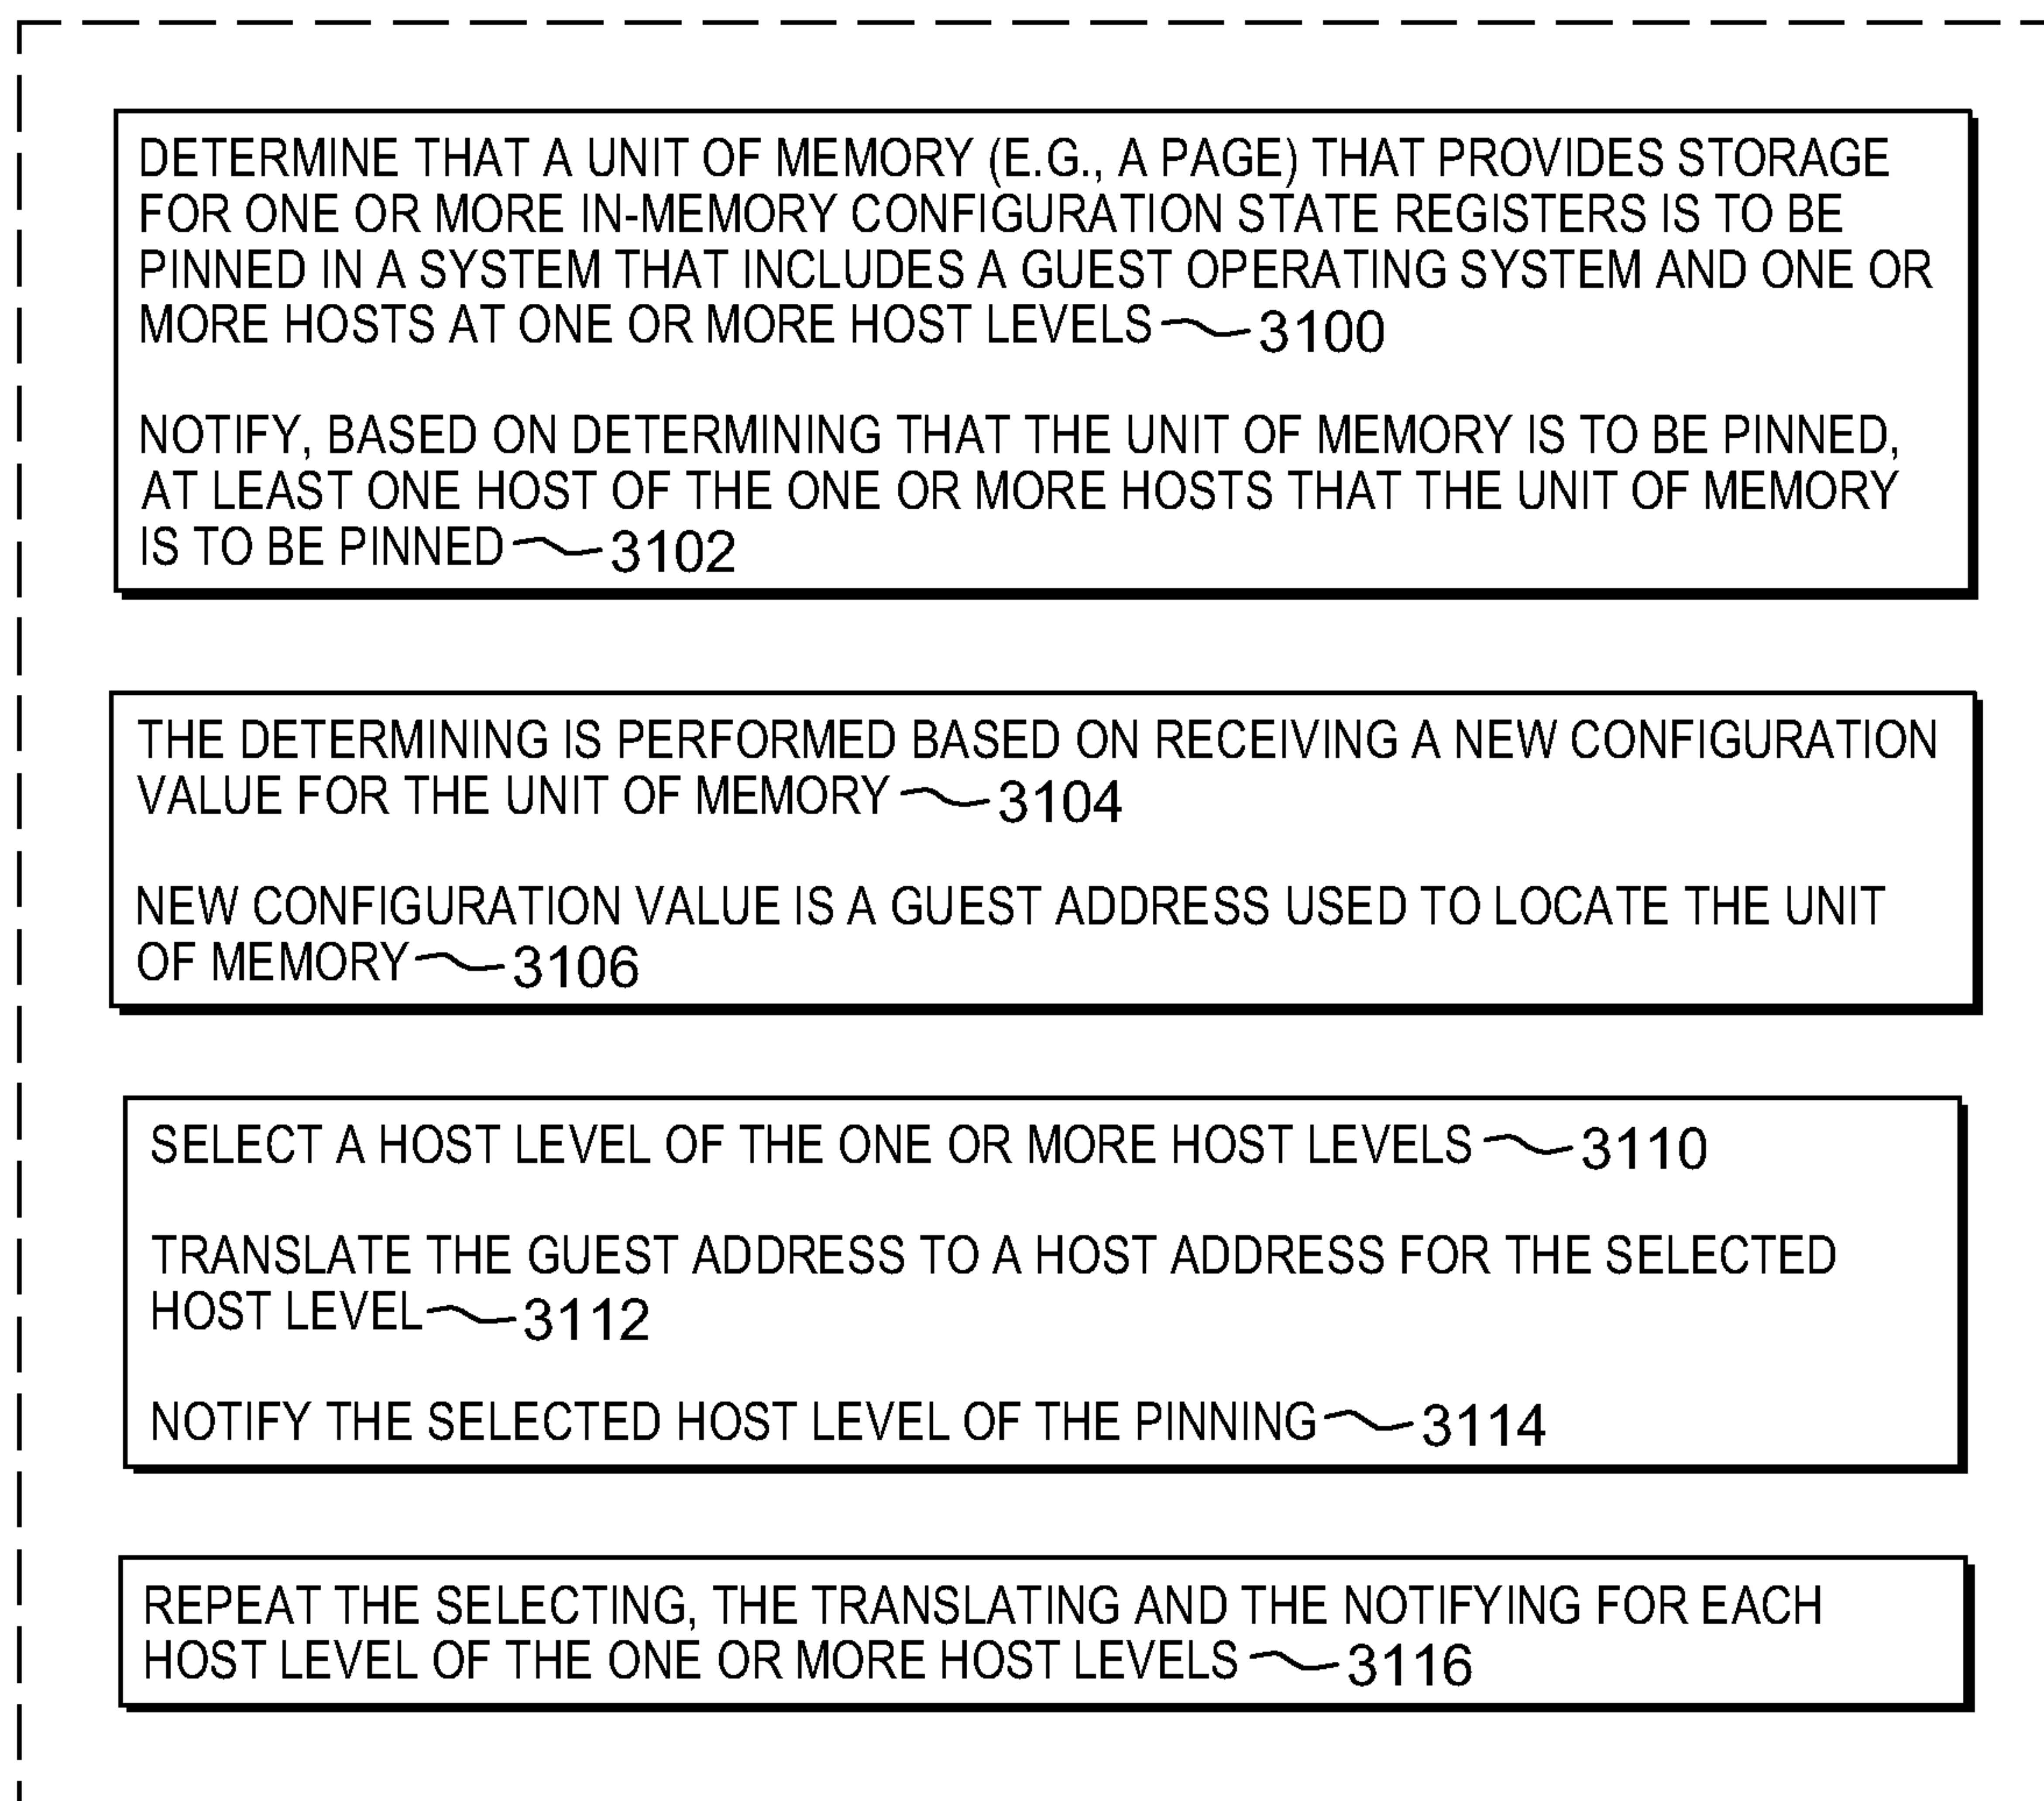 DETERMINE THAT A UNIT OF MEMORY (E.G., A PAGE) THAT PROVIDES STORAGE
FOR ONE OR MORE IN-MEMORY CONFIGURATION STATE REGISTERS IS TO BE
PINNED IN A SYSTEM THAT INCLUDES A GUEST OPERATING SYSTEM AND ONE OR
MORE HOSTS AT ONE OR MORE HOST LEVELS 3100
NOTIFY, BASED ON DETERMINING THAT THE UNIT OF MEMORY IS TO BE PINNED,
AT LEAST ONE HOST OF THE ONE OR MORE HOSTS THAT THE UNIT OF MEMORY
IS TO BE PINNED 3102
THE DETERMINING IS PERFORMED BASED ON RECEIVING A NEW CONFIGURATION
VALUE FOR THE UNIT OF MEMORY 3104
NEW CONFIGURATION VALUE IS A GUEST ADDRESS USED TO LOCATE THE UNIT
OF MEMORY 3106
SELECT A HOST LEVEL OF THE ONE OR MORE HOST LEVELS 3110
TRANSLATE THE GUEST ADDRESS TO A HOST ADDRESS FOR THE SELECTED
HOST LEVEL 3112
NOTIFY THE SELECTED HOST LEVEL OF THE PINNING 3114
REPEAT THE SELECTING, THE TRANSLATING AND THE NOTIFYING FOR EACH
HOST LEVEL OF THE ONE OR MORE HOST LEVELS 3116